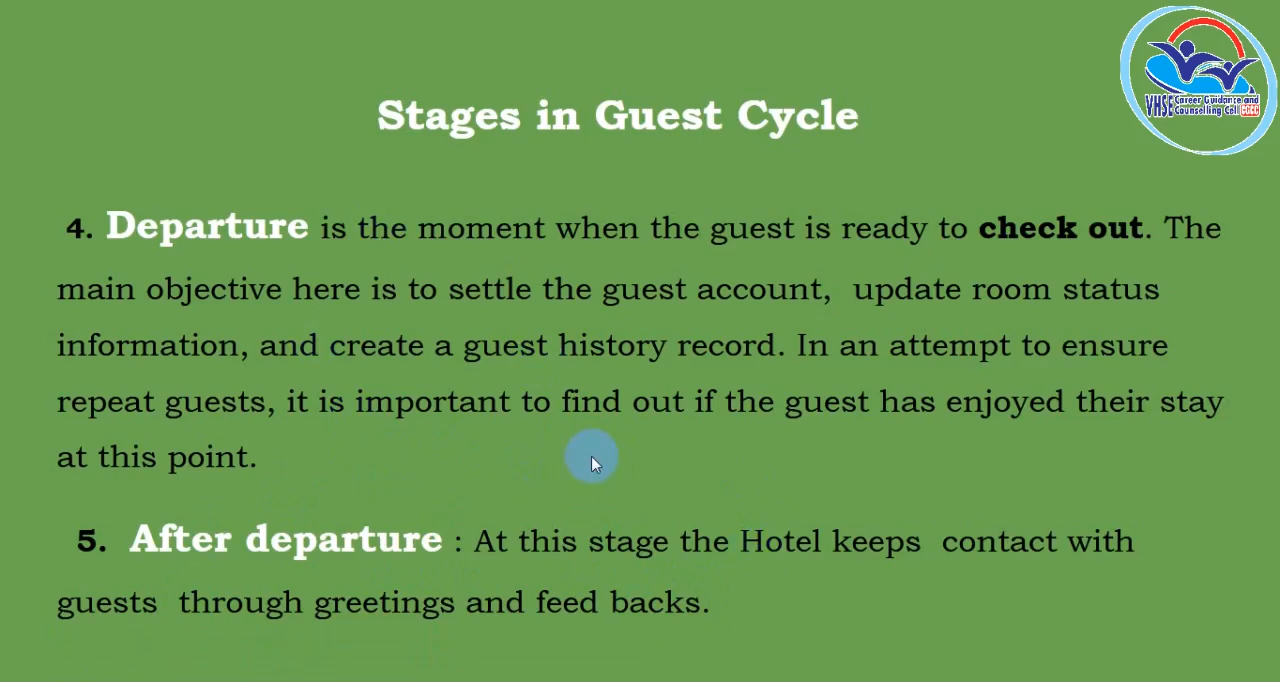 VHSE Career Guidance and
Counselling Cell CGCC
Stages in Guest Cycle
4. Departure is the moment when the guest is ready to check out. The
main objective here is to settle the guest account, update room status
information, and create a guest history record. In an attempt to ensure
repeat guests, it is important to find out if the guest has enjoyed their stay
at this point.
5. After departure : At this stage the Hotel keeps contact with
guests through greetings and feed backs.